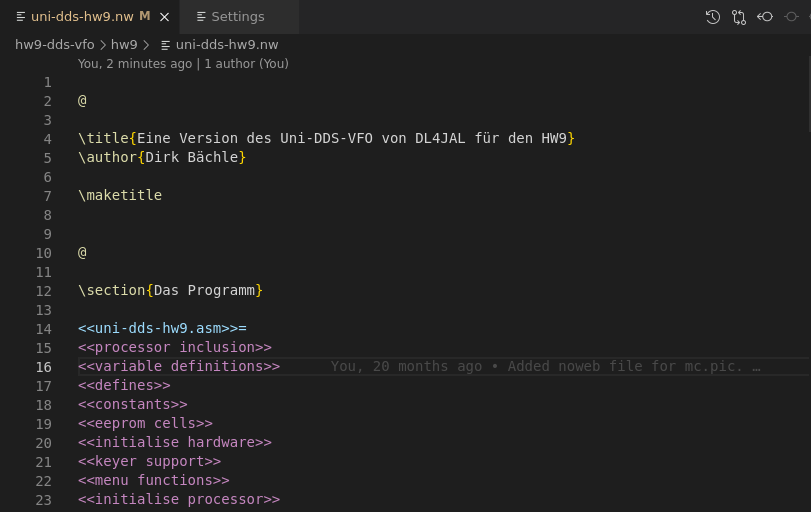 uni-dds-hw9.nw M
Settings
hw9-dds-vfo > hw9 > uni-dds-hw9.nw
You, 2 minutes ago | 1 author (You)
1
2 @
3
4 \title{Eine Version des Uni-DDS-VFO von DL4JAL für den HW9}
5 \author{Dirk Bächle}
6
7 \maketitle
8
9
10 @
11
12 \section{Das Programm}
13
14 <<uni-dds-hw9.asm>>=
15 <<processor inclusion>>
16 <<variable definitions>> You, 20 months ago • Added noweb file for mc.pic. …
17 <<defines>>
18 <<constants>>
19 <<eeprom cells>>
20 <<initialise hardware>>
21 <<keyer support>>
22 <<menu functions>>
23 <<initialise processor>>